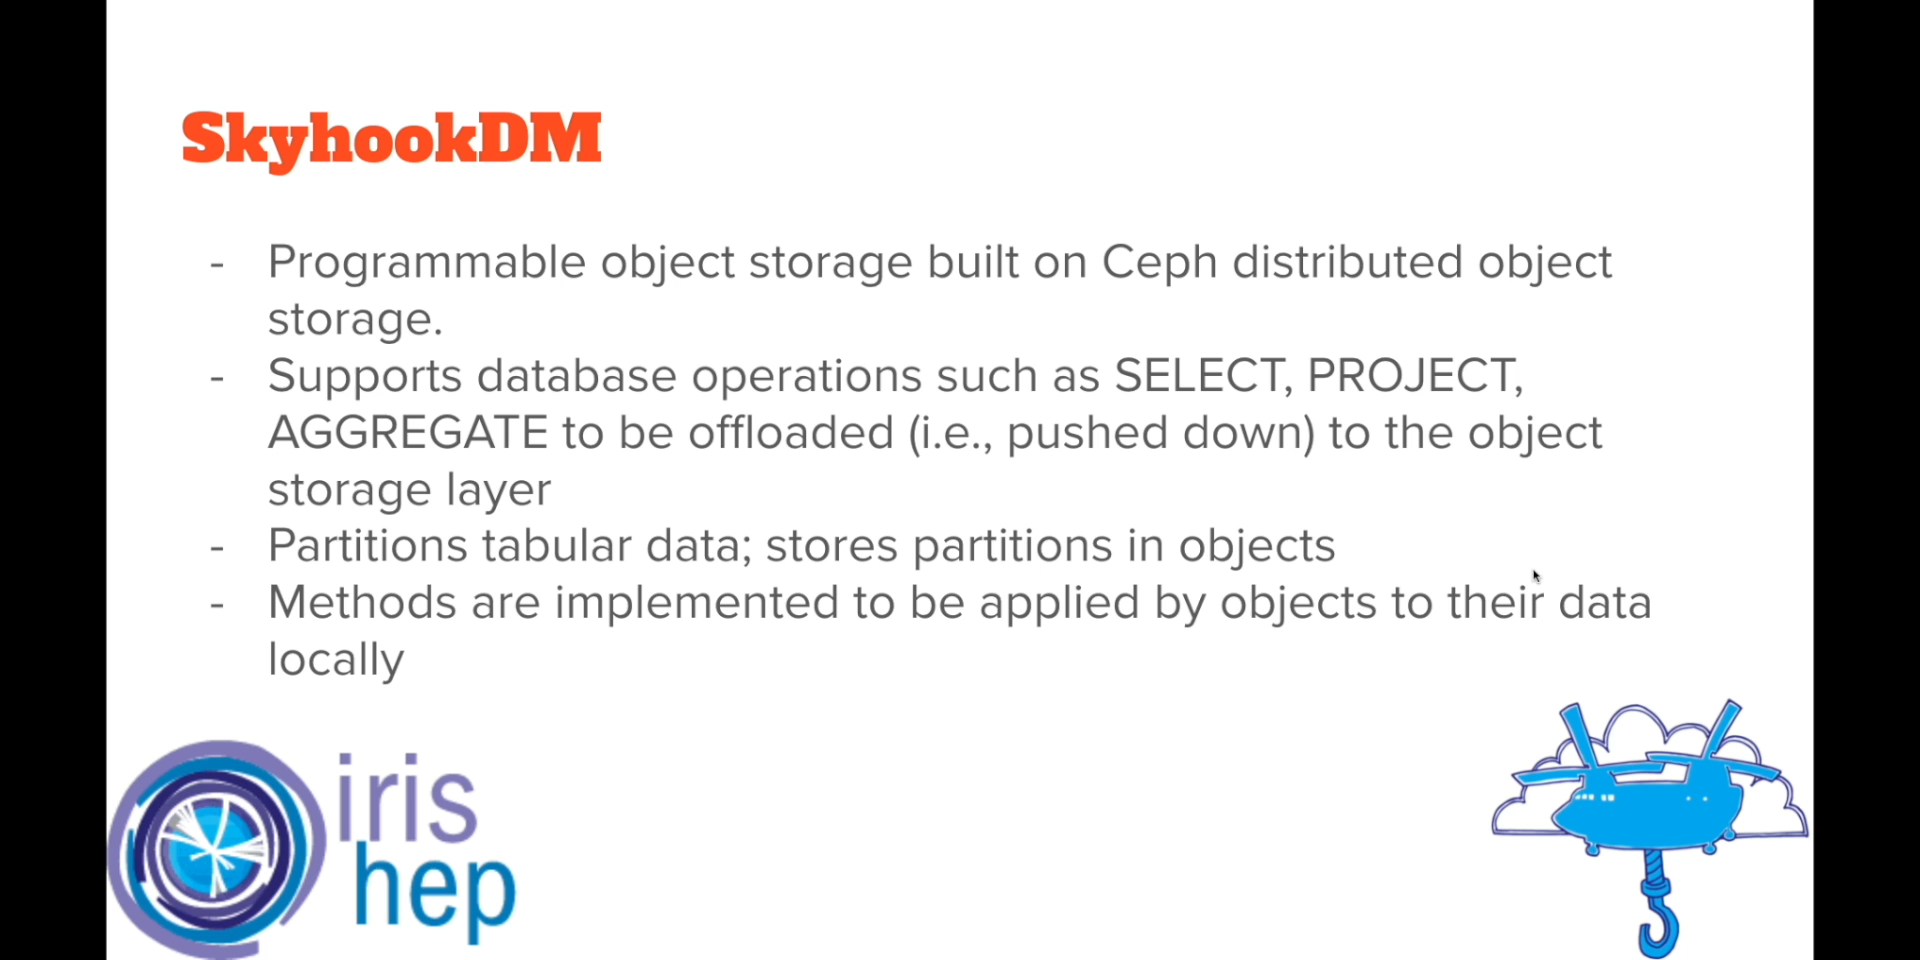 SkyhookDM
- Programmable object storage built on Ceph distributed object
storage.
- Supports database operations such as SELECT, PROJECT,
AGGREGATE to be offloaded (i.e., pushed down) to the object
storage layer
- Partitions tabular data; stores partitions in objects
- Methods are implemented to be applied by objects to their data
locally
iris
hep